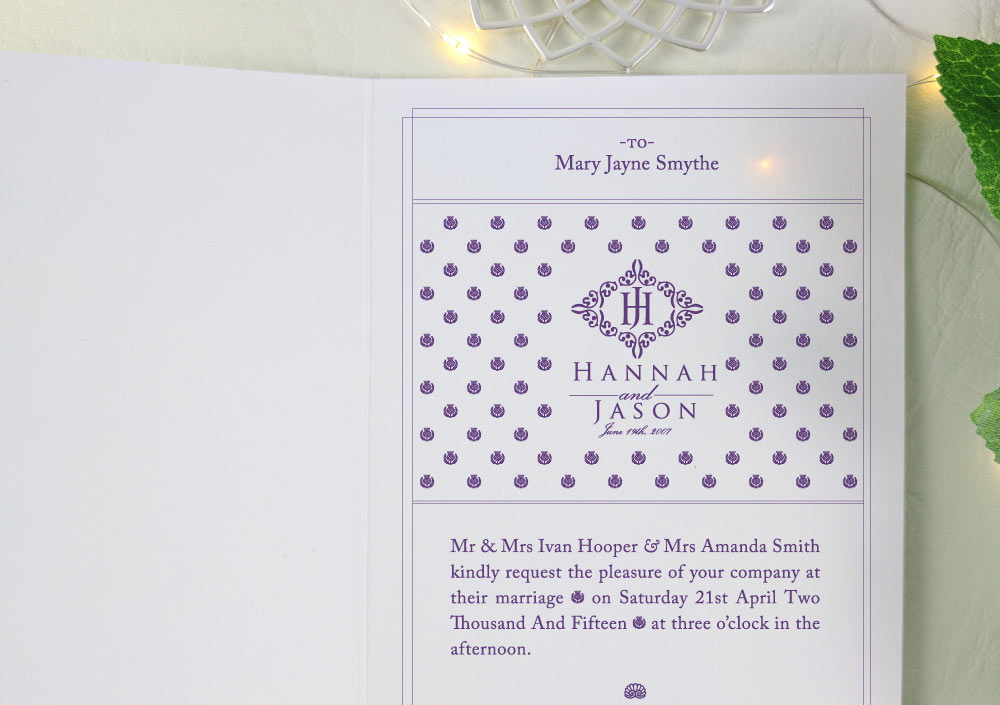 -TO-
Mary Jayne Smythe
HJ
HANNAH
and
JASON
June 19th, 2007
Mr & Mrs Ivan Hooper & Mrs Amanda Smith
kindly request the pleasure of your company at
their marriage on Saturday 21st April Two
Thousand And Fifteen at three o'clock in the
afternoon.